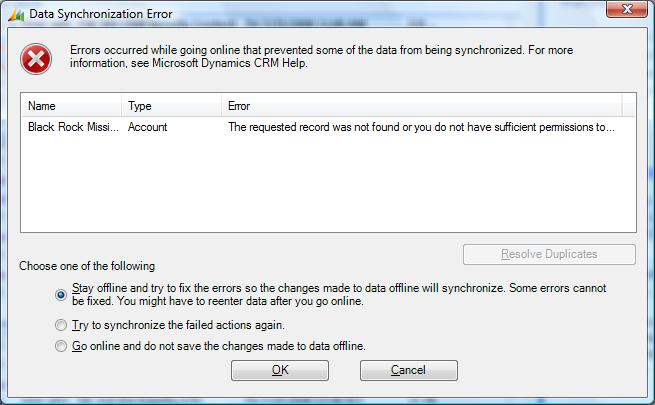 Data Synchronization Error
Errors occurred while going online that prevented some of the data from being synchronized. For more
information, see Microsoft Dynamics CRM Help.
Name Type Error
Black Rock Missi... Account The requested record was not found or you do not have sufficient permissions to...
Resolve Duplicates
Choose one of the following
Stay offline and try to fix the errors so the changes made to data offline will synchronize. Some errors cannot
be fixed. You might have to reenter data after you go online.
Try to synchronize the failed actions again.
Go online and do not save the changes made to data offline.
OK Cancel